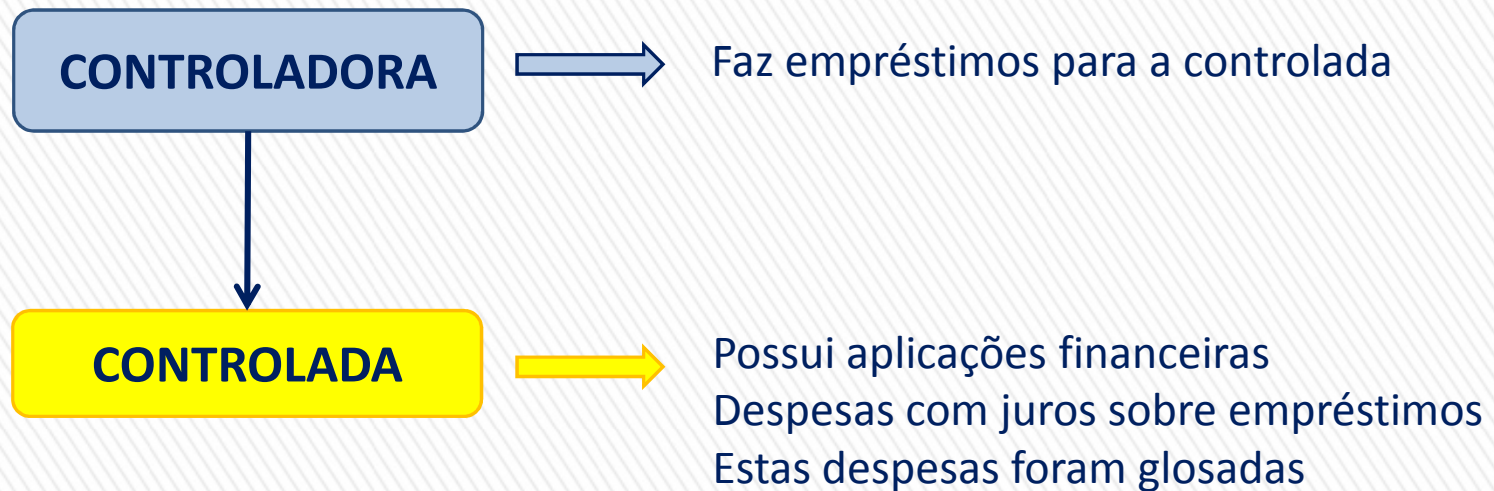 CONTROLADORA
Faz empréstimos para a controlada
CONTROLADA
Possui aplicações financeiras
Despesas com juros sobre empréstimos
Estas despesas foram glosadas